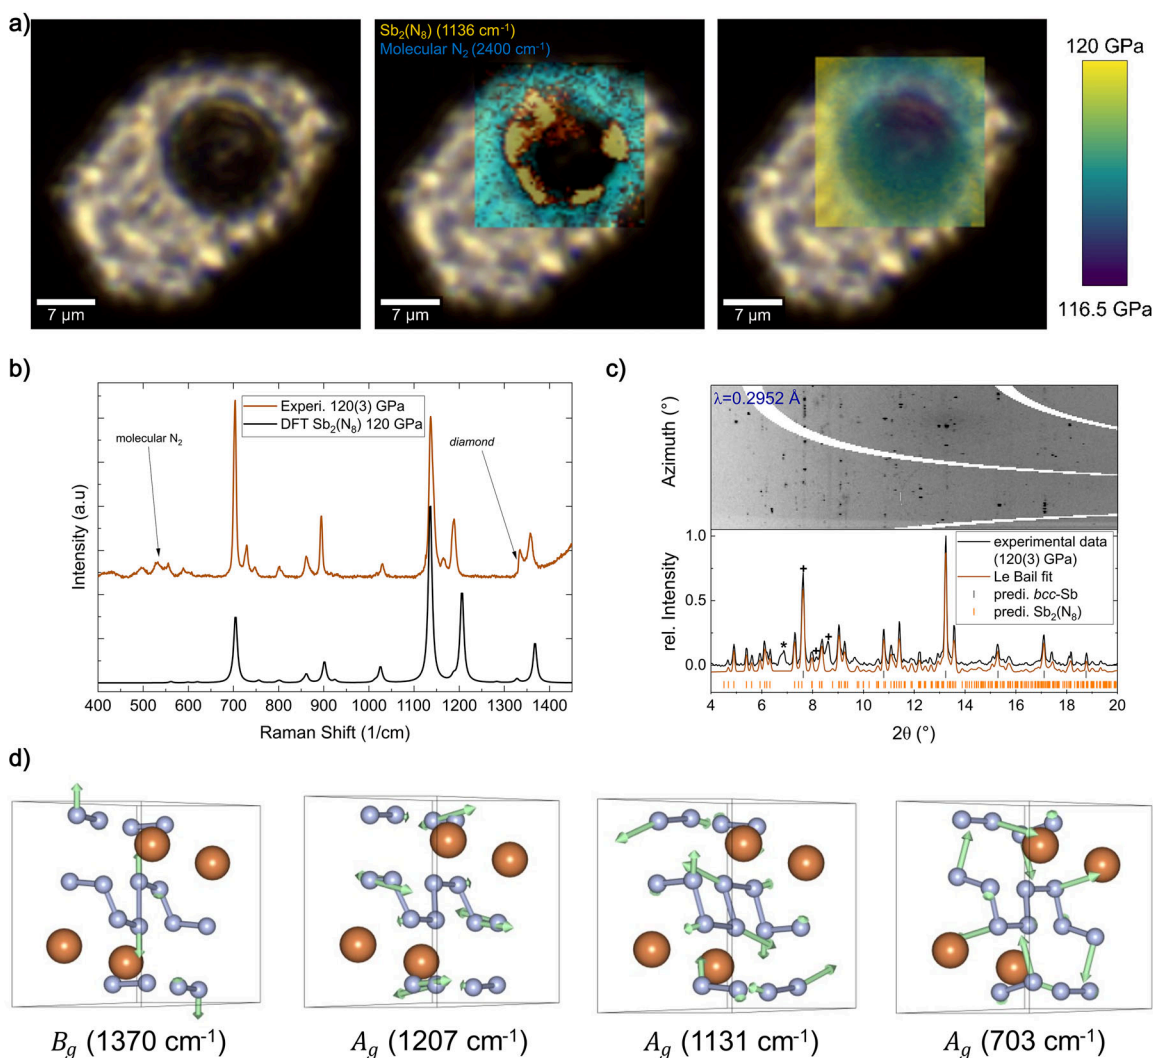 a)
Sb₂(N₈) (1136 cm⁻¹)
Molecular N₂ (2400 cm⁻¹)
120 GPa
116.5 GPa
7 µm
7 µm
7 µm
b)
Experi. 120(3) GPa
DFT Sb₂(N₈) 120 GPa
molecular N₂
diamond
Intensity (a.u)
400 500 600 700 800 900 1000 1100 1200 1300 1400
Raman Shift (1/cm)
c)
λ=0.2952 Å
Azimuth (°)
experimental data
(120(3) GPa)
Le Bail fit
predi. bcc-Sb
predi. Sb₂(N₈)
+
*
+
+
rel. Intensity
1.0
0.5
0.0
4 6 8 10 12 14 16 18 20
2θ (°)
d)
B_g (1370 cm⁻¹)
A_g (1207 cm⁻¹)
A_g (1131 cm⁻¹)
A_g (703 cm⁻¹)